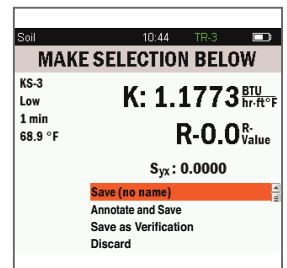 Soil 10:44 TR-3
MAKE SELECTION BELOW
KS-3
Low
1 min
68.9 °F
K: 1.1773 BTU/hr·ft°F
R-0.0 R-Value
Syx: 0.0000
Save (no name)
Annotate and Save
Save as Verification
Discard